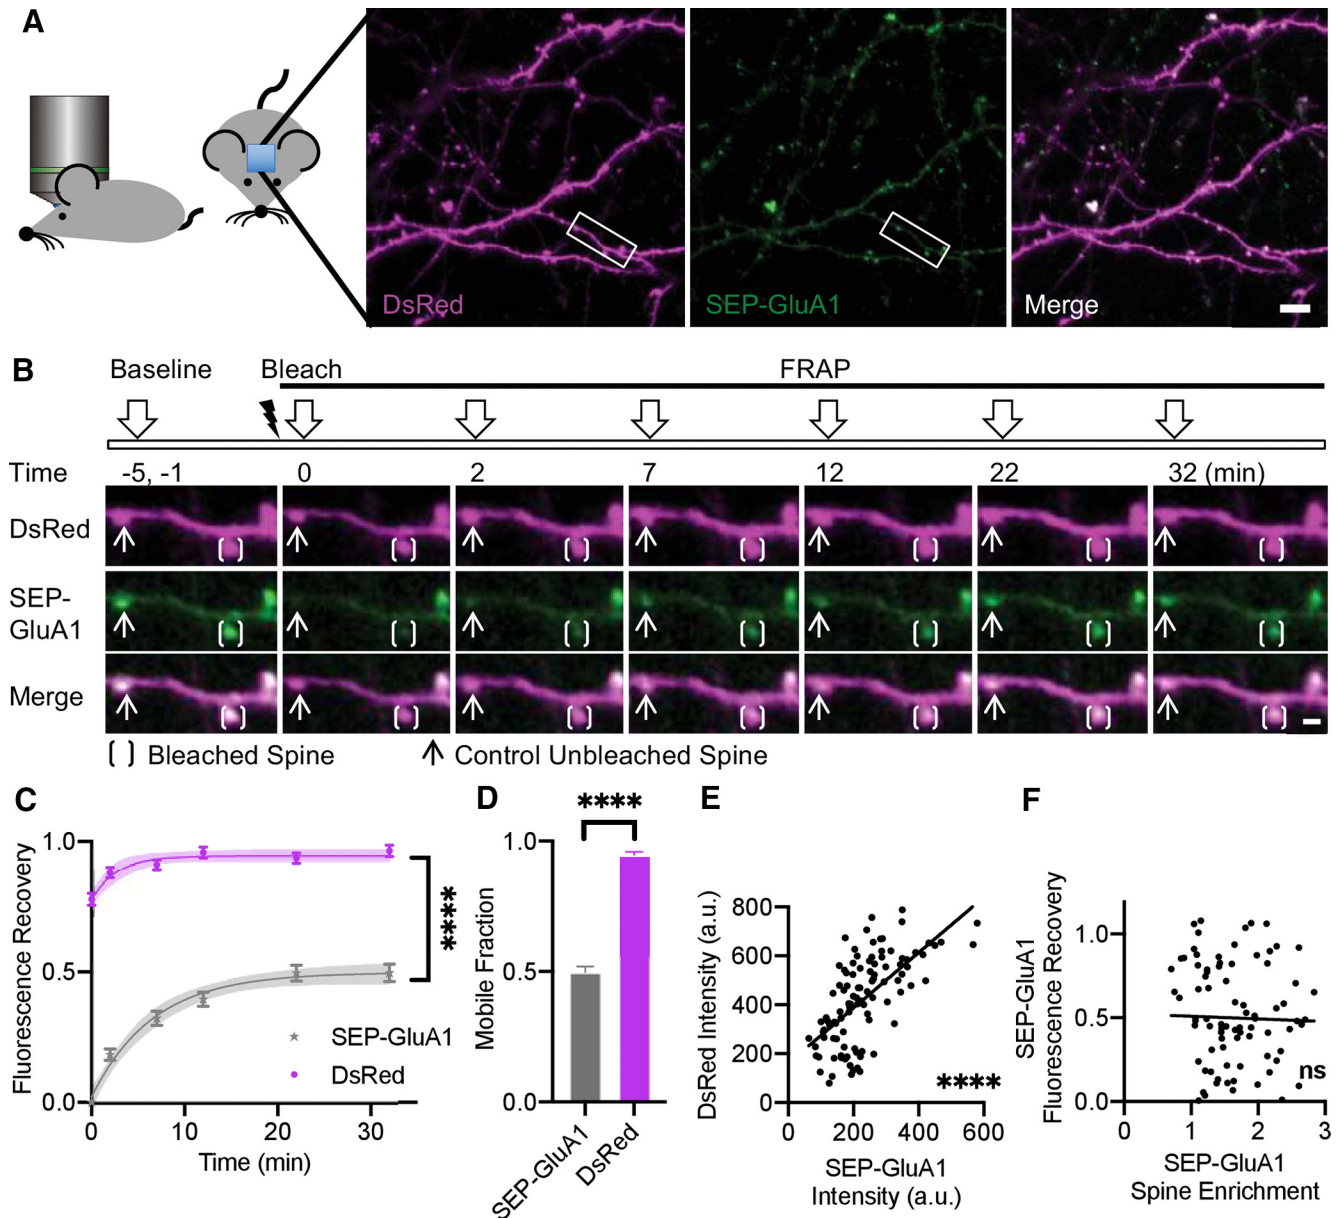 A
DsRed
SEP-GluA1
Merge
B
Baseline
Bleach
FRAP
Time
-5, -1
0
2
7
12
22
32 (min)
DsRed
SEP-
GluA1
Merge
Bleached Spine
Control Unbleached Spine
C
Fluorescence Recovery
1.0
0.5
0.0
0
10
20
30
Time (min)
SEP-GluA1
DsRed
****
D
****
Mobile Fraction
1.0
0.5
0.0
SEP-GluA1
DsRed
E
DsRed Intensity (a.u.)
800
600
400
200
0
0
200
400
600
****
SEP-GluA1
Intensity (a.u.)
F
SEP-GluA1
Fluorescence Recovery
1.0
0.5
0.0
0
1
2
3
ns
SEP-GluA1
Spine Enrichment